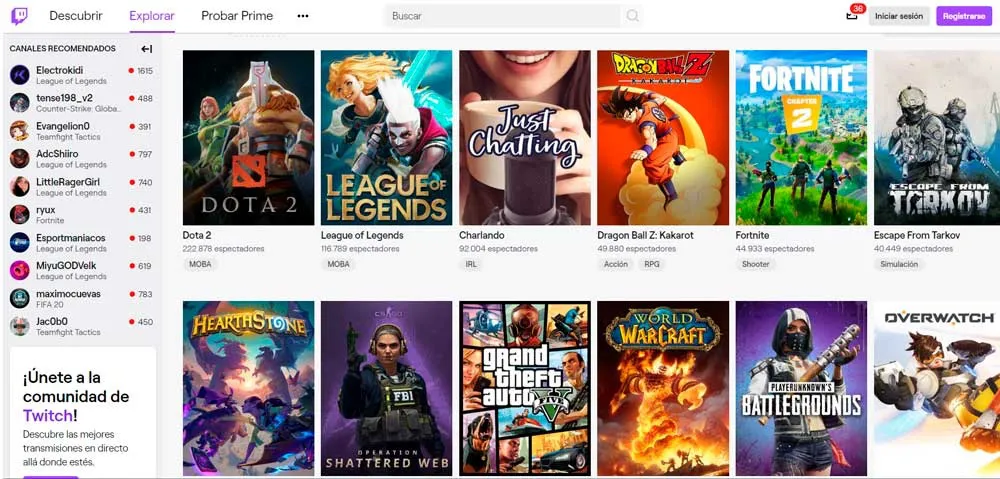 Descubrir
Explorar
Probar Prime
Buscar
36
Iniciar sesión
Registrarse
CANALES RECOMENDADOS
Electrokidi
1615
League of Legends
tense198_v2
488
Counter-Strike: Globa...
Evangelion0
391
Teamfight Tactics
AdcShiiro
797
League of Legends
LittleRagerGirl
740
League of Legends
ryux
431
Fortnite
Esportmaniacos
198
League of Legends
MiyuGODVelk
619
League of Legends
maximocuevas
783
FIFA 20
Jac0b0
450
Teamfight Tactics
¡Únete a la
comunidad de
Twitch!
Descubre las mejores
transmisiones en directo
allá donde estés.
DOTA 2
LEAGUE OF
LEGENDS
Just
Chatting
DRAGON BALL Z
KAKAROT
FORTNITE
CHAPTER
2
ESCAPE FROM
TARKOV
Dota 2
222.878 espectadores
MOBA
League of Legends
116.789 espectadores
MOBA
Charlando
92.004 espectadores
IRL
Dragon Ball Z: Kakarot
49.880 espectadores
Acción
RPG
Fortnite
44.933 espectadores
Shooter
Escape From Tarkov
40.449 espectadores
Simulación
HEARTHSTONE
CS:GO
FBI
OPERATION
SHATTERED WEB
grand
theft
auto
FIVE
WORLD
OF
WARCRAFT
PLAYERUNKNOWN'S
BATTLEGROUNDS
OVERWATCH